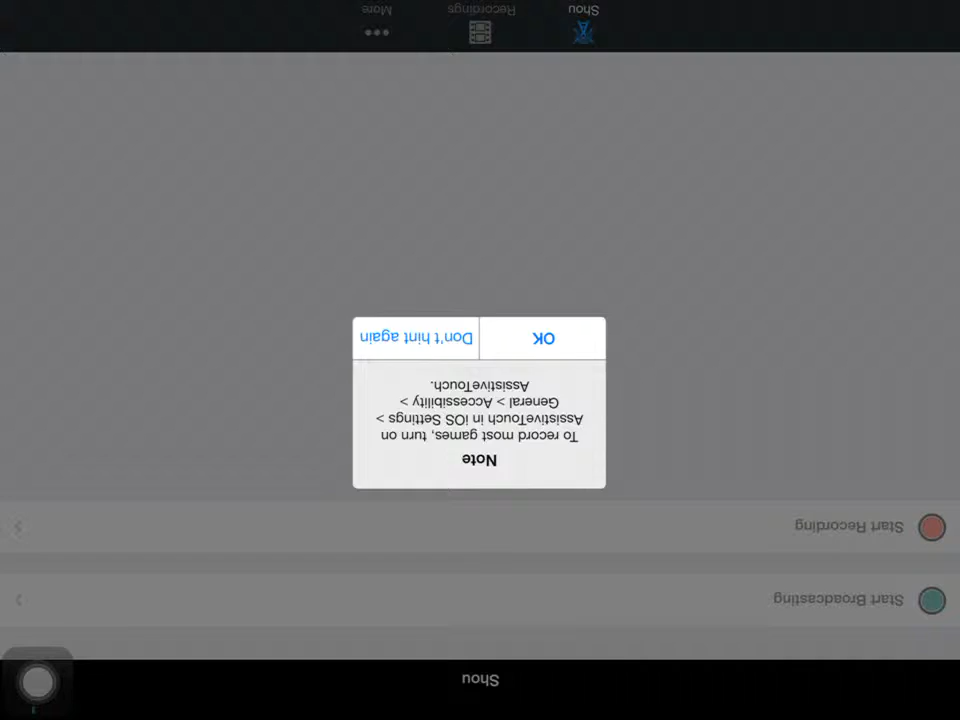 Shou
Start Broadcasting
Start Recording
Note
To record most games, turn on
AssistiveTouch in iOS Settings >
General > Accessibility >
AssistiveTouch.
OK
Don't hint again
Shou
Recordings
More